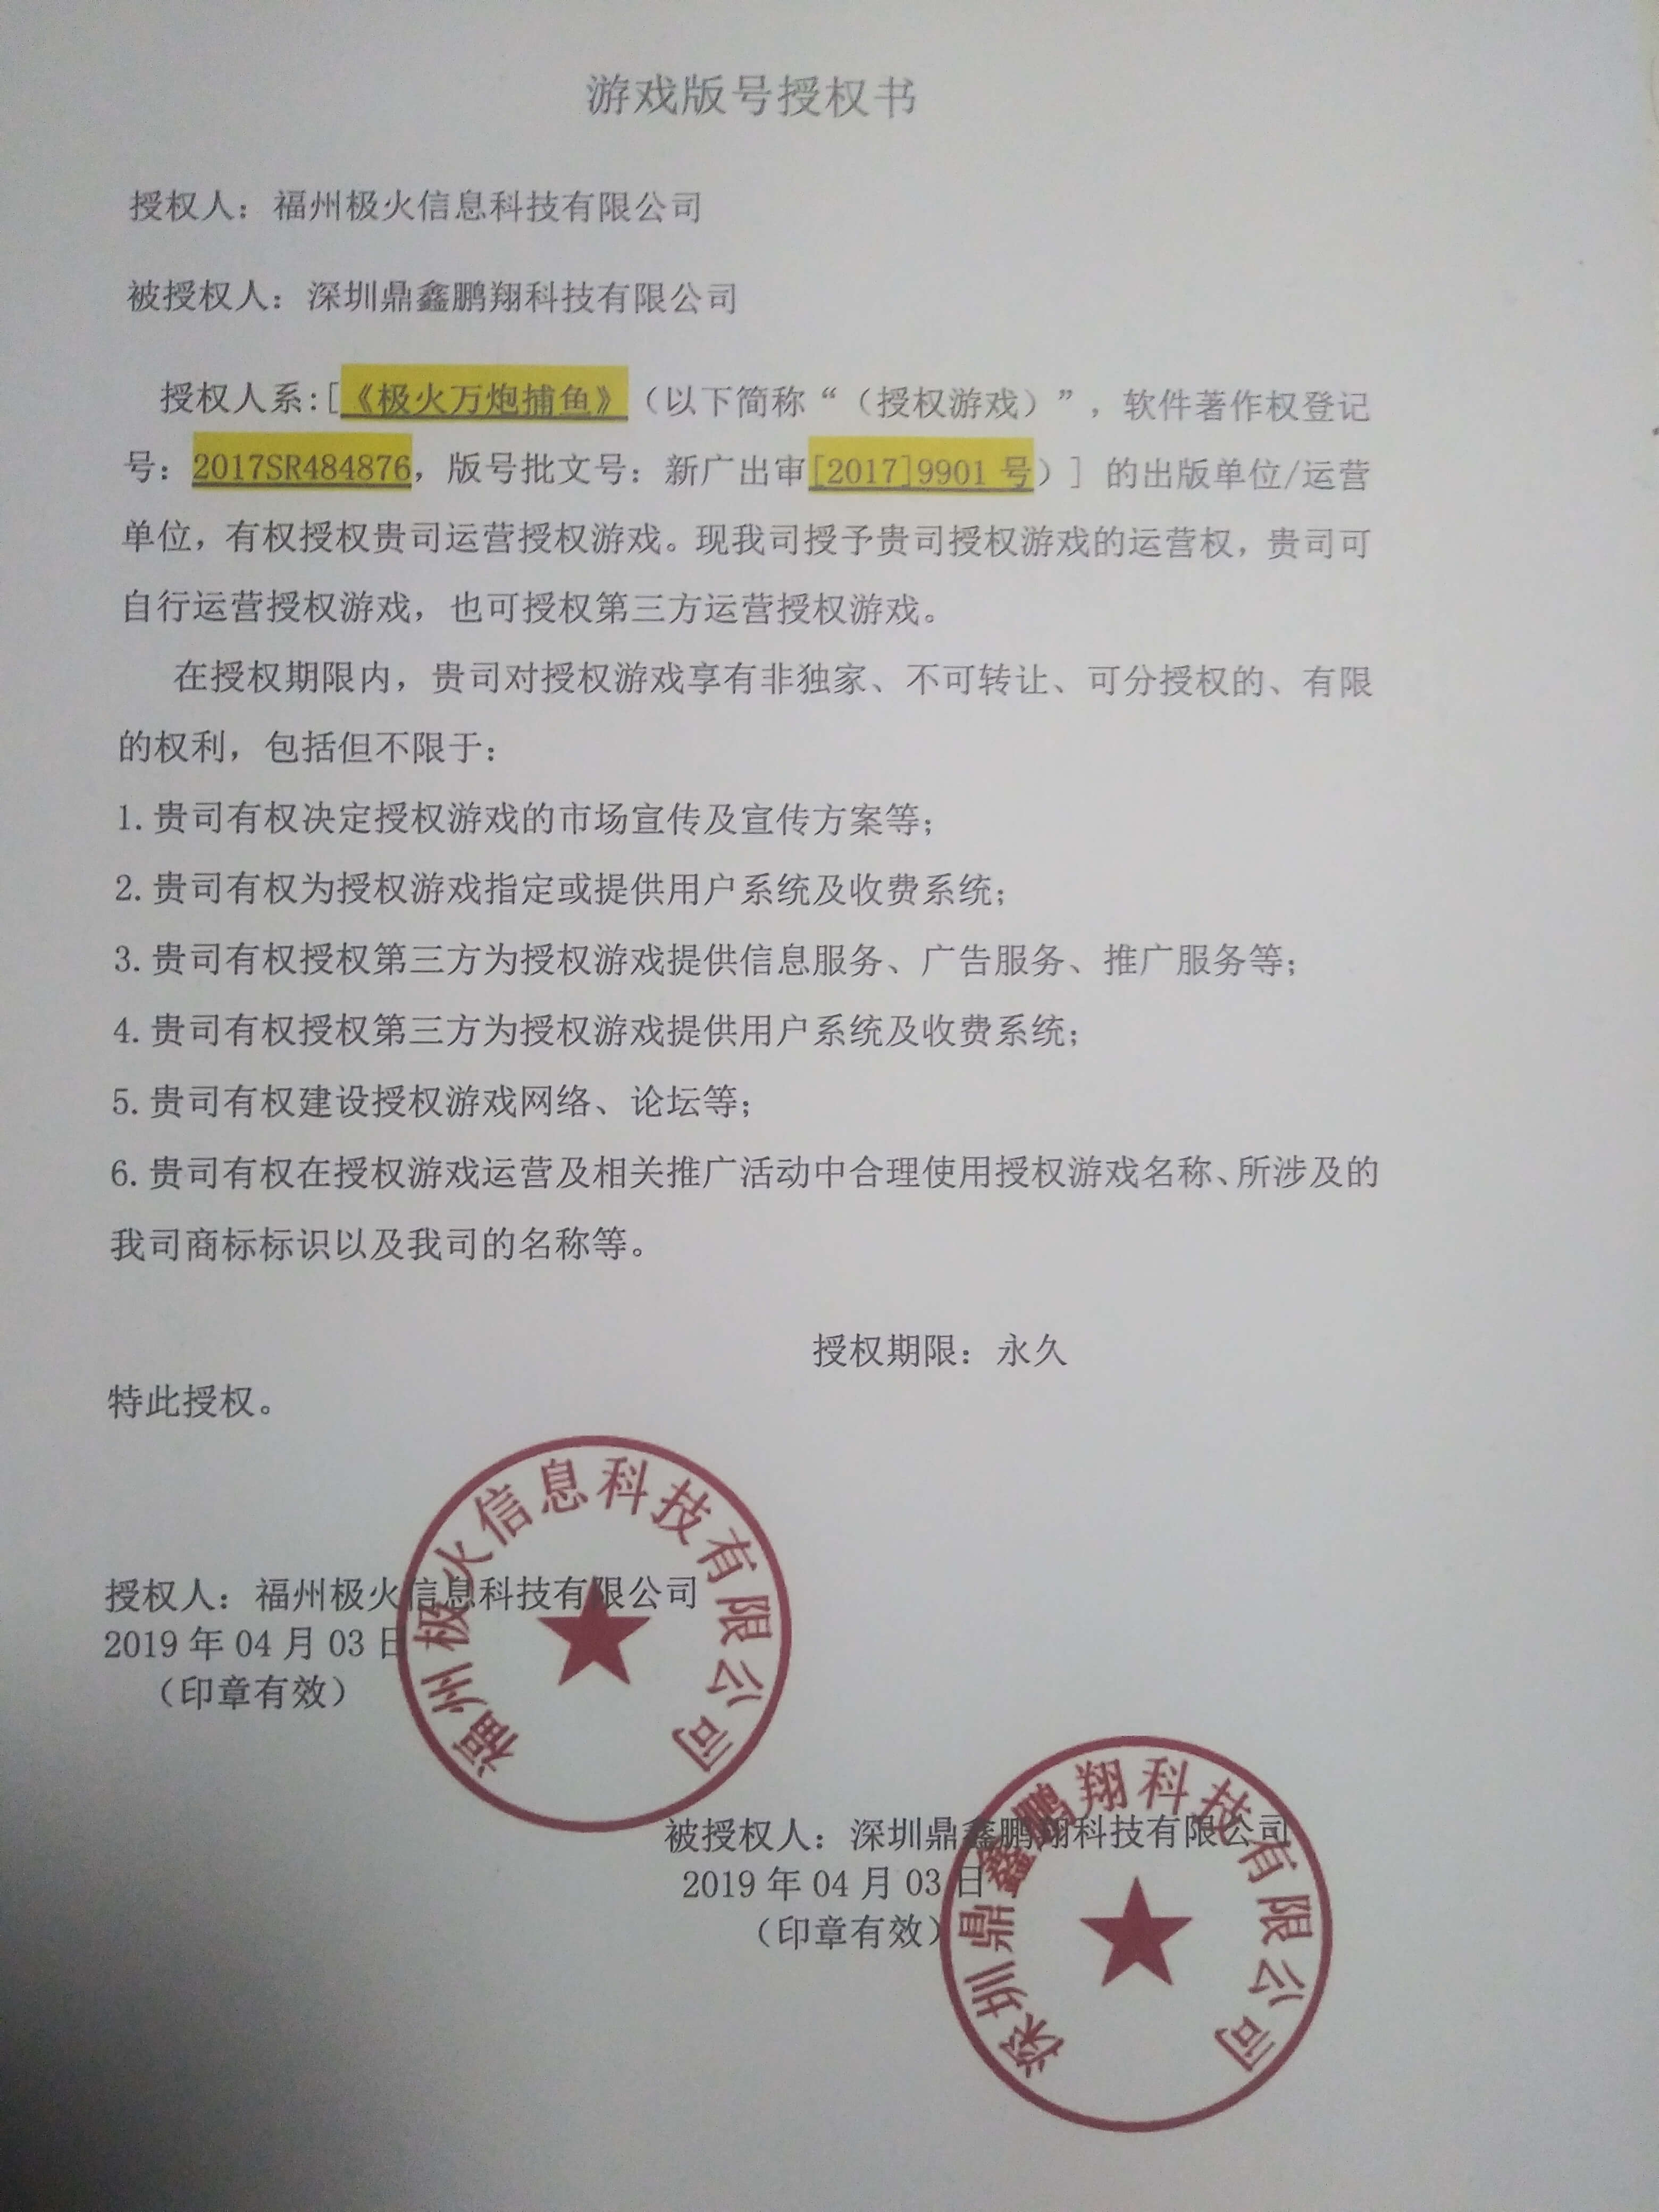 游戏版号授权书
授权人：福州极火信息科技有限公司
被授权人：深圳鼎鑫鹏翔科技有限公司
授权人系:[《极火万炮捕鱼》（以下简称“（授权游戏）”，软件著作权登记
号：2017SR484876，版号批文号：新广出审[2017]9901 号）] 的出版单位/运营
单位，有权授权贵司运营授权游戏。现我司授予贵司授权游戏的运营权，贵司可
自行运营授权游戏，也可授权第三方运营授权游戏。
在授权期限内，贵司对授权游戏享有非独家、不可转让、可分授权的、有限
的权利，包括但不限于：
1. 贵司有权决定授权游戏的市场宣传及宣传方案等；
2. 贵司有权为授权游戏指定或提供用户系统及收费系统；
3. 贵司有权授权第三方为授权游戏提供信息服务、广告服务、推广服务等；
4. 贵司有权授权第三方为授权游戏提供用户系统及收费系统；
5. 贵司有权建设授权游戏网络、论坛等；
6. 贵司有权在授权游戏运营及相关推广活动中合理使用授权游戏名称、所涉及的
我司商标标识以及我司的名称等。
授权期限：永久
特此授权。
福州极火信息科技有限公司
授权人：福州极火信息科技有限公司
2019 年 04 月 03 日
（印章有效）
深圳鼎鑫鹏翔科技有限公司
被授权人：深圳鼎鑫鹏翔科技有限公司
2019 年 04 月 03 日
（印章有效）